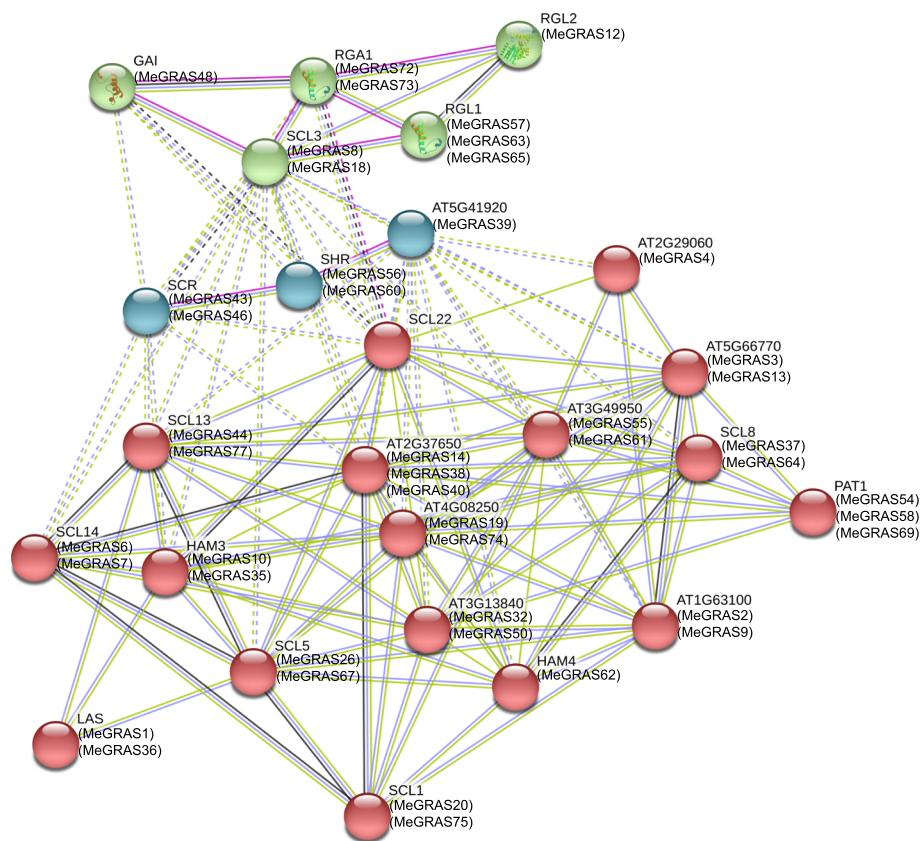 RGL2
(MeGRAS12)
GAI
(MeGRAS48)
RGA1
(MeGRAS72)
(MeGRAS73)
RGL1
(MeGRAS57)
(MeGRAS63)
(MeGRAS65)
SCL3
(MeGRAS8)
(MeGRAS18)
AT5G41920
(MeGRAS39)
AT2G29060
(MeGRAS4)
SHR
(MeGRAS56)
(MeGRAS60)
SCR
(MeGRAS43)
(MeGRAS46)
SCL22
AT5G66770
(MeGRAS3)
(MeGRAS13)
AT3G49950
(MeGRAS55)
(MeGRAS61)
SCL13
(MeGRAS44)
(MeGRAS77)
SCL8
(MeGRAS37)
(MeGRAS64)
AT2G37650
(MeGRAS14)
(MeGRAS38)
(MeGRAS40)
PAT1
(MeGRAS54)
(MeGRAS58)
(MeGRAS69)
AT4G08250
(MeGRAS19)
(MeGRAS74)
SCL14
(MeGRAS6)
(MeGRAS7)
HAM3
(MeGRAS10)
(MeGRAS35)
AT3G13840
(MeGRAS32)
(MeGRAS50)
AT1G63100
(MeGRAS2)
(MeGRAS9)
SCL5
(MeGRAS26)
(MeGRAS67)
HAM4
(MeGRAS62)
LAS
(MeGRAS1)
(MeGRAS36)
SCL1
(MeGRAS20)
(MeGRAS75)